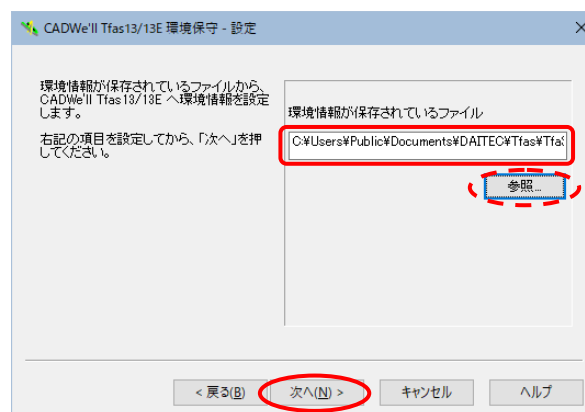 CADWe'll Tfas13/13E 環境保守 - 設定
環境情報が保存されているファイルから、
CADWe'll Tfas13/13E へ環境情報を設定
します。
右記の項目を設定してから、「次へ」を押
してください。
環境情報が保存されているファイル
C:¥Users¥Public¥Documents¥DAITEC¥Tfas¥Tfa
参照...
< 戻る(B)
次へ(N) >
キャンセル
ヘルプ